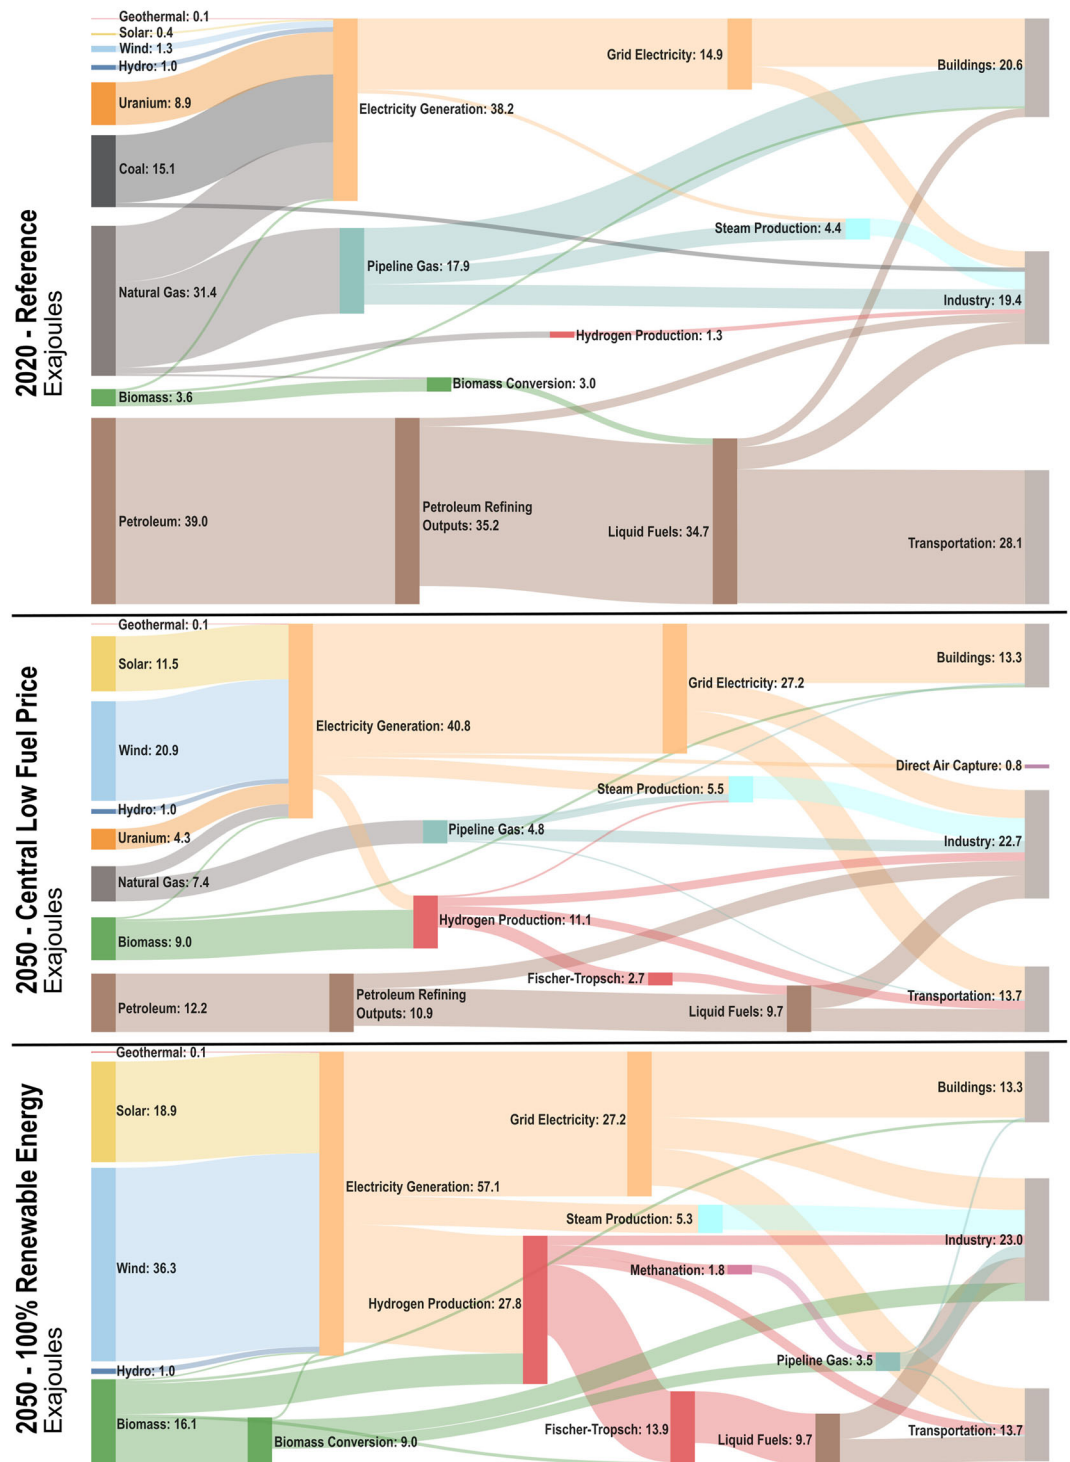 2020 - Reference
Exajoules
Geothermal: 0.1
Solar: 0.4
Wind: 1.3
Hydro: 1.0
Uranium: 8.9
Coal: 15.1
Natural Gas: 31.4
Biomass: 3.6
Petroleum: 39.0
Electricity Generation: 38.2
Pipeline Gas: 17.9
Hydrogen Production: 1.3
Biomass Conversion: 3.0
Petroleum Refining
Outputs: 35.2
Grid Electricity: 14.9
Steam Production: 4.4
Liquid Fuels: 34.7
Buildings: 20.6
Industry: 19.4
Transportation: 28.1
2050 - Central Low Fuel Price
Exajoules
Geothermal: 0.1
Solar: 11.5
Wind: 20.9
Hydro: 1.0
Uranium: 4.3
Natural Gas: 7.4
Biomass: 9.0
Petroleum: 12.2
Electricity Generation: 40.8
Pipeline Gas: 4.8
Hydrogen Production: 11.1
Petroleum Refining
Outputs: 10.9
Grid Electricity: 27.2
Steam Production: 5.5
Fischer-Tropsch: 2.7
Liquid Fuels: 9.7
Buildings: 13.3
Direct Air Capture: 0.8
Industry: 22.7
Transportation: 13.7
2050 - 100% Renewable Energy
Exajoules
Geothermal: 0.1
Solar: 18.9
Wind: 36.3
Hydro: 1.0
Biomass: 16.1
Electricity Generation: 57.1
Biomass Conversion: 9.0
Hydrogen Production: 27.8
Grid Electricity: 27.2
Steam Production: 5.3
Methanation: 1.8
Pipeline Gas: 3.5
Fischer-Tropsch: 13.9
Liquid Fuels: 9.7
Buildings: 13.3
Industry: 23.0
Transportation: 13.7